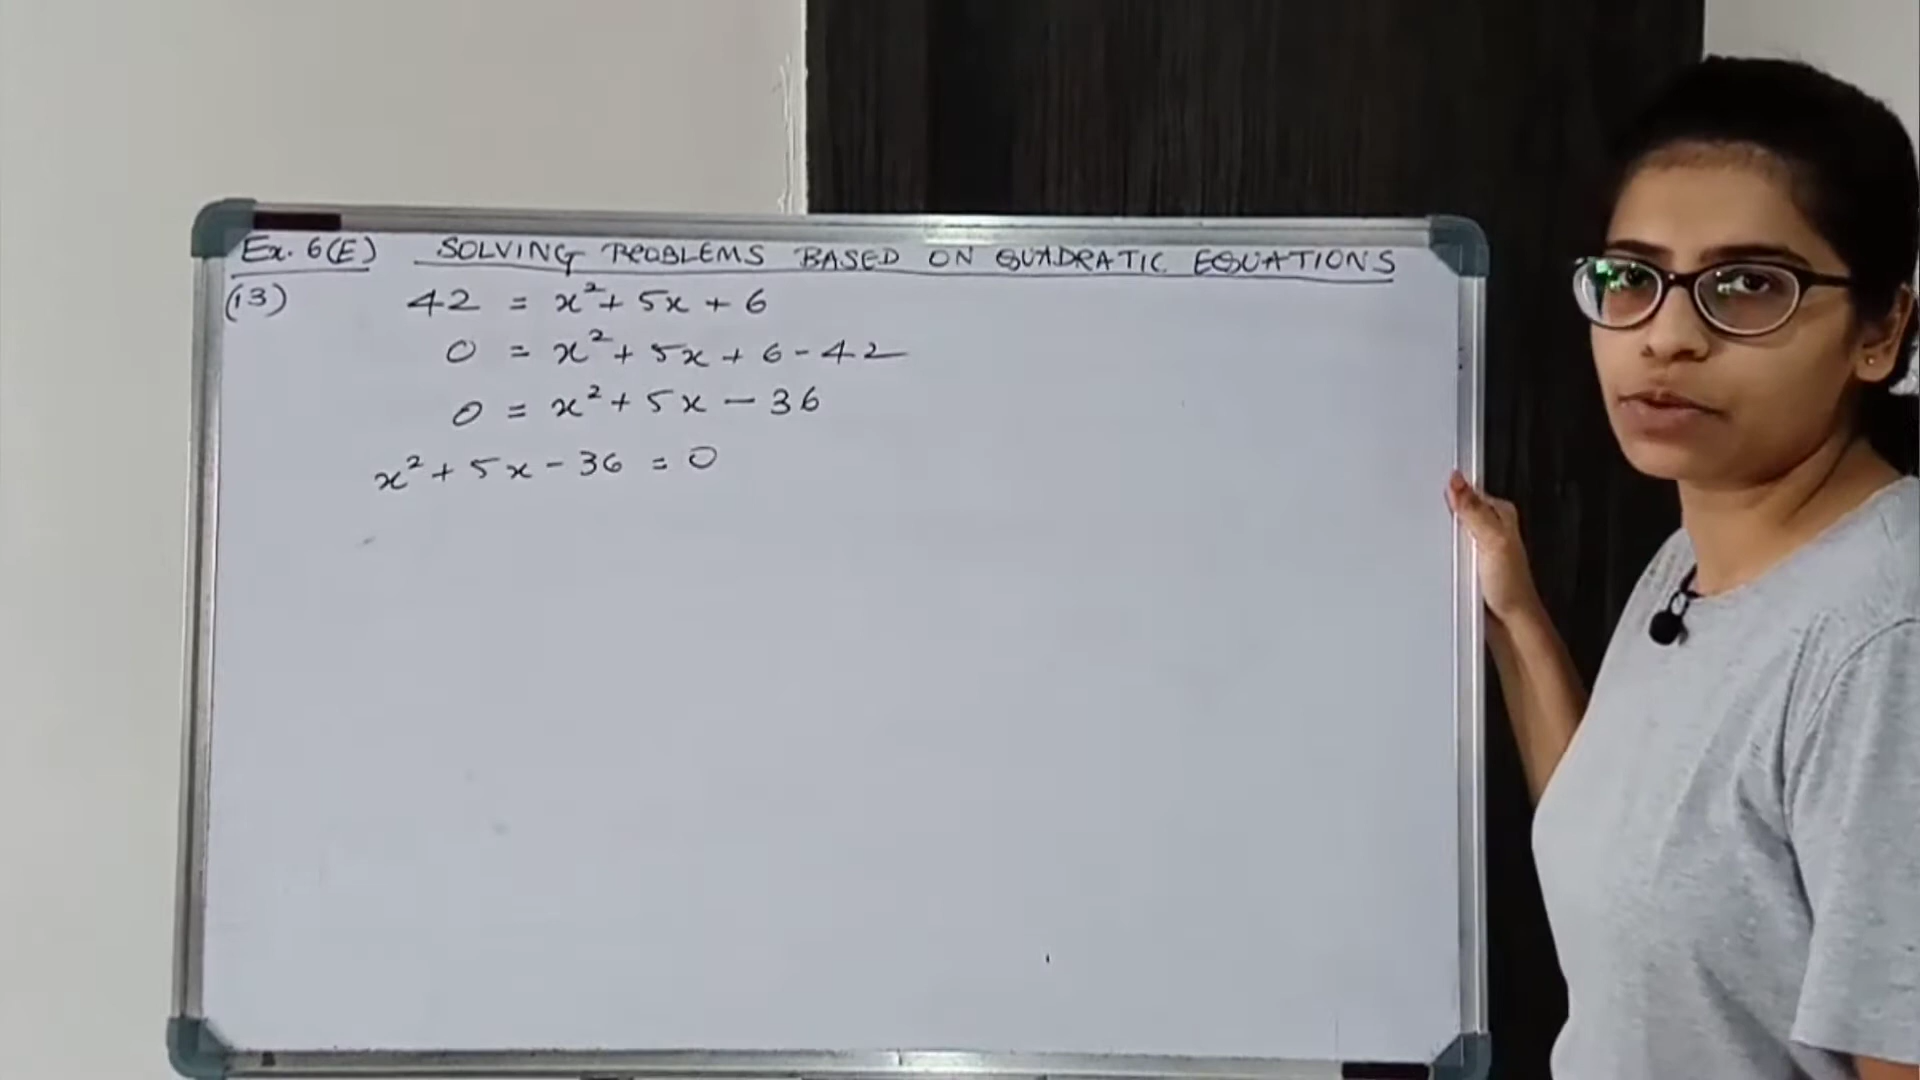 Ex. 6(E) SOLVING PROBLEMS BASED ON QUADRATIC EQUATIONS
(13) 42 = x² + 5x + 6
0 = x² + 5x + 6 - 42
0 = x² + 5x - 36
x² + 5x - 36 = 0